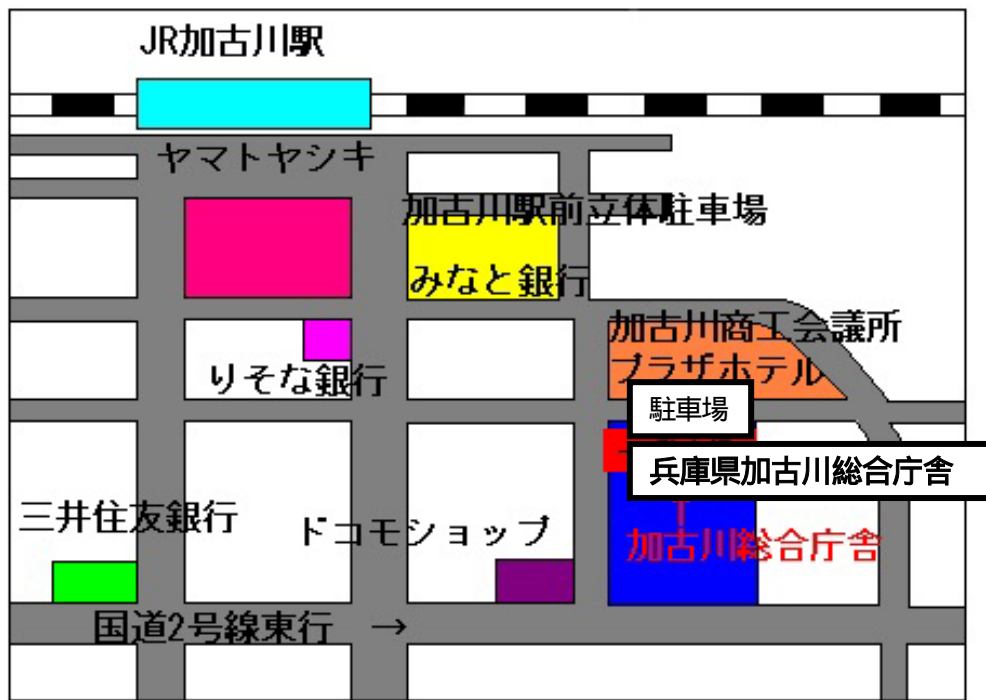 JR加古川駅
ヤマトヤシキ
加古川駅前立体駐車場
みなと銀行
加古川商工会議所
プラザホテル
りそな銀行
駐車場
兵庫県加古川総合庁舎
三井住友銀行
ドコモショップ
加古川総合庁舎
国道2号線東行 →